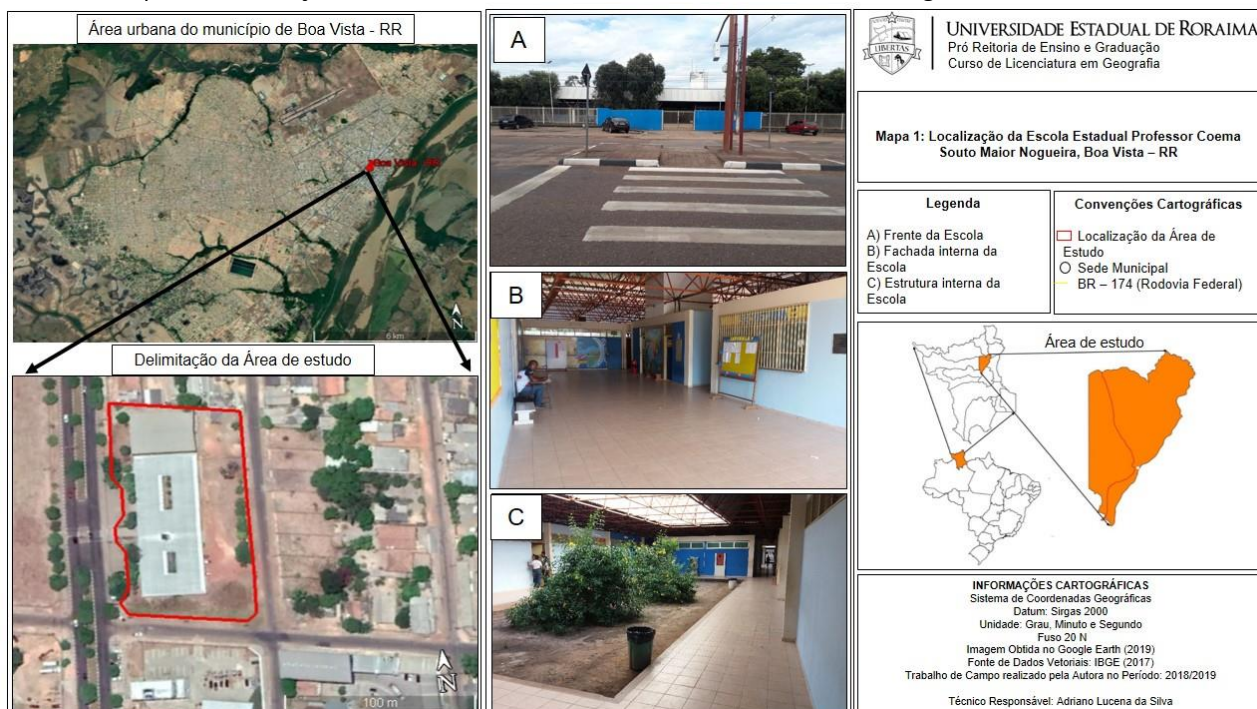 Área urbana do município de Boa Vista - RR
Boa Vista
N
6 km
Delimitação da Área de estudo
N
100 m
A
B
C
UNIVERSIDADE ESTADUAL DE RORAIMA
Pró Reitoria de Ensino e Graduação
Curso de Licenciatura em Geografia
LIBERTAS
Mapa 1: Localização da Escola Estadual Professor Coema
Souto Maior Nogueira, Boa Vista – RR
Legenda
A) Frente da Escola
B) Fachada interna da
Escola
C) Estrutura interna da
Escola
Convenções Cartográficas
Localização da Área de
Estudo
Sede Municipal
BR – 174 (Rodovia Federal)
Área de estudo
INFORMAÇÕES CARTOGRÁFICAS
Sistema de Coordenadas Geográficas
Datum: Sirgas 2000
Unidade: Grau, Minuto e Segundo
Fuso 20 N
Imagem Obtida no Google Earth (2019)
Fonte de Dados Vetoriais: IBGE (2017)
Trabalho de Campo realizado pela Autora no Período: 2018/2019
Técnico Responsável: Adriano Lucena da Silva